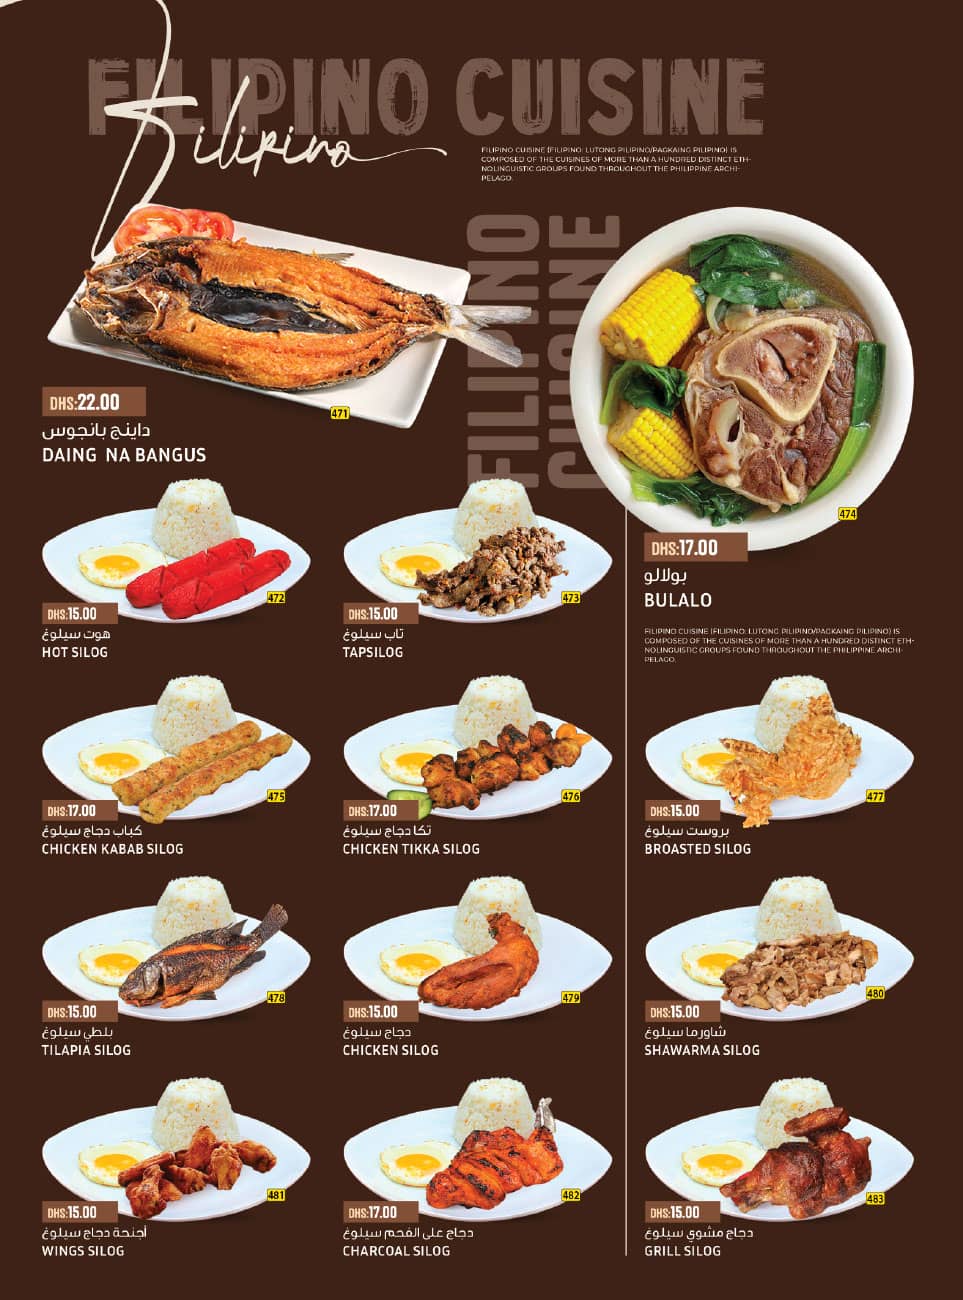 FILIPINO CUISINE
Filipino
FILIPINO CUISINE (FILIPINO: LUTONG PILIPINO/PAGKAING PILIPINO) IS
COMPOSED OF THE CUISINES OF MORE THAN A HUNDRED DISTINCT ETH-
NOLINGUISTIC GROUPS FOUND THROUGHOUT THE PHILIPPINE ARCHI-
PELAGO.
FILIPINO
CUISINE
471
DHS:22.00
داينج بانجوس
DAING NA BANGUS
474
DHS:17.00
بولالو
BULALO
FILIPINO CUISINE (FILIPINO: LUTONG PILIPINO/PAGKAING PILIPINO) IS
COMPOSED OF THE CUISINES OF MORE THAN A HUNDRED DISTINCT ETH-
NOLINGUISTIC GROUPS FOUND THROUGHOUT THE PHILIPPINE ARCHI-
PELAGO.
472
DHS:15.00
هوت سيلوغ
HOT SILOG
473
DHS:15.00
تاب سيلوغ
TAPSILOG
475
DHS:17.00
كباب دجاج سيلوغ
CHICKEN KABAB SILOG
476
DHS:17.00
تكا دجاج سيلوغ
CHICKEN TIKKA SILOG
477
DHS:15.00
بروست سيلوغ
BROASTED SILOG
478
DHS:15.00
بلطي سيلوغ
TILAPIA SILOG
479
DHS:15.00
دجاج سيلوغ
CHICKEN SILOG
480
DHS:15.00
شاورما سيلوغ
SHAWARMA SILOG
481
DHS:15.00
أجنحة دجاج سيلوغ
WINGS SILOG
482
DHS:17.00
دجاج على الفحم سيلوغ
CHARCOAL SILOG
483
DHS:15.00
دجاج مشوي سيلوغ
GRILL SILOG